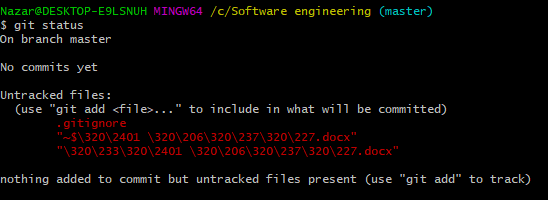 Nazar@DESKTOP-E9LSNUH MINGW64 /c/Software engineering (master)
$ git status
On branch master

No commits yet

Untracked files:
  (use "git add <file>..." to include in what will be committed)
        .gitignore
        "~$\320\2401 \320\206\320\237\320\227.docx"
        "\320\233\320\2401 \320\206\320\237\320\227.docx"

nothing added to commit but untracked files present (use "git add" to track)